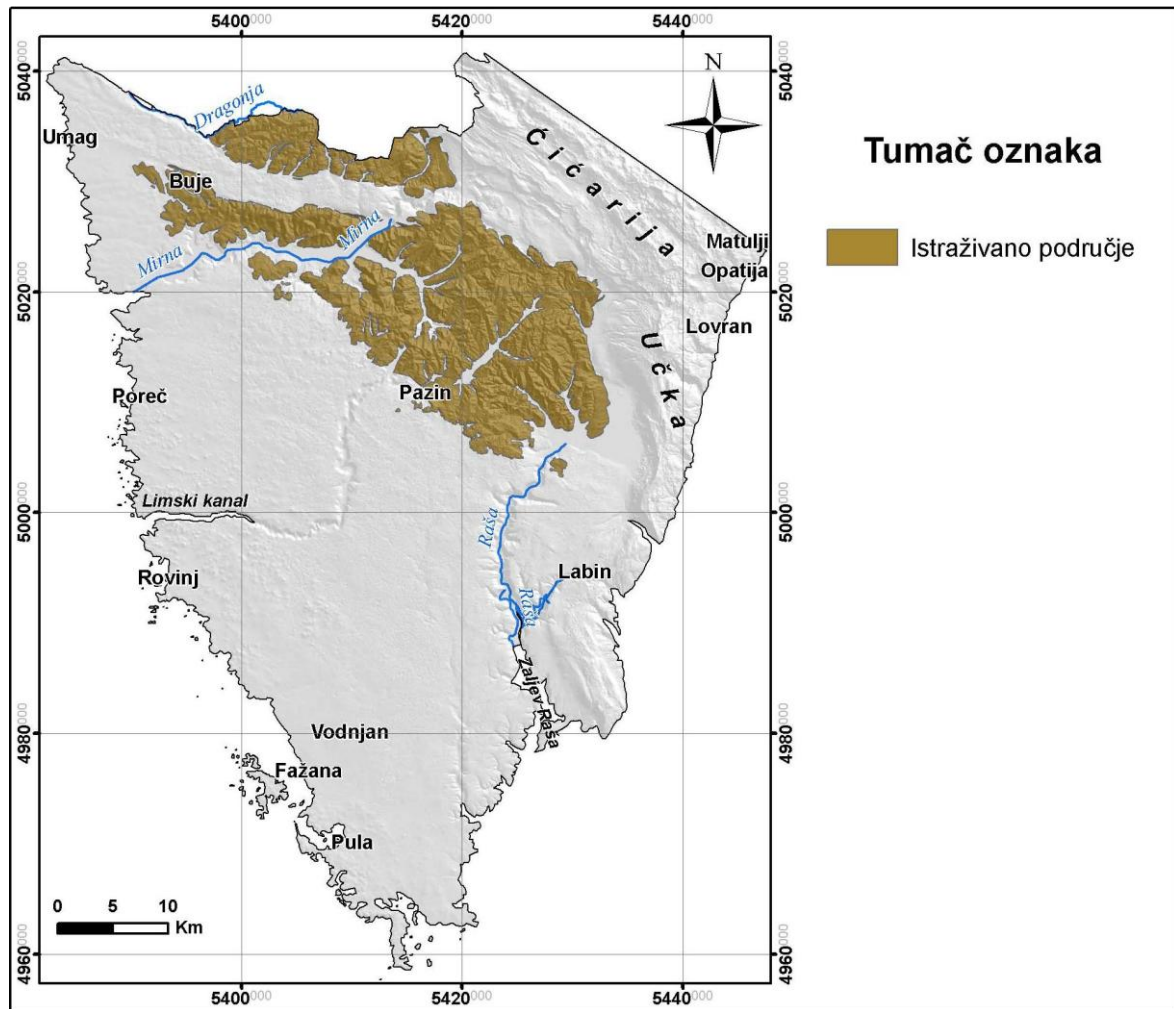 5400000 5420000 5440000
5040000
5040000
N
Dragonja
Umag
Ćićarija
Tumač oznaka
Buje
Istraživano područje
Mirna
Mirna
Matulji
Opatija
5020000
5020000
Lovran
Učka
Poreč
Pazin
Limski kanal
5000000
5000000
Raša
Rovinj
Labin
Raša
Zaljev Raša
Vodnjan
4980000
4980000
Fažana
Pula
0 5 10
Km
4960000
4960000
5400000 5420000 5440000